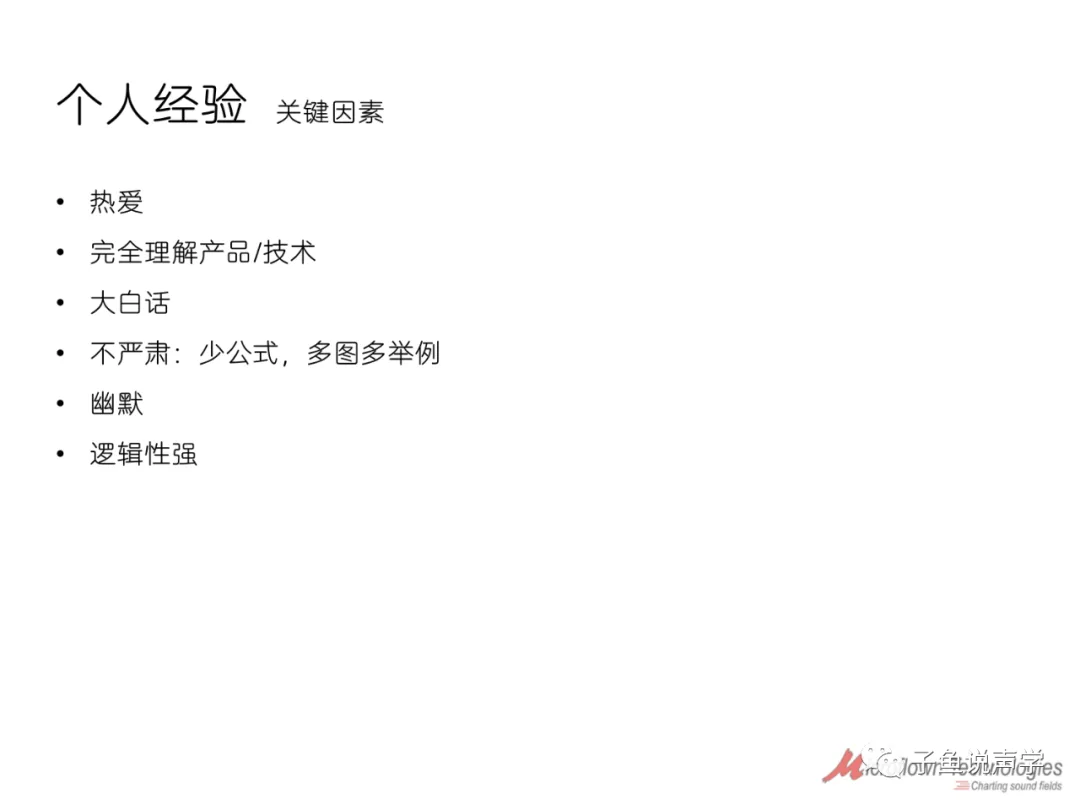 个人经验 关键因素
• 热爱
• 完全理解产品/技术
• 大白话
• 不严肃：少公式，多图多举例
• 幽默
• 逻辑性强
子鱼说声学
Technologies
Charting sound fields